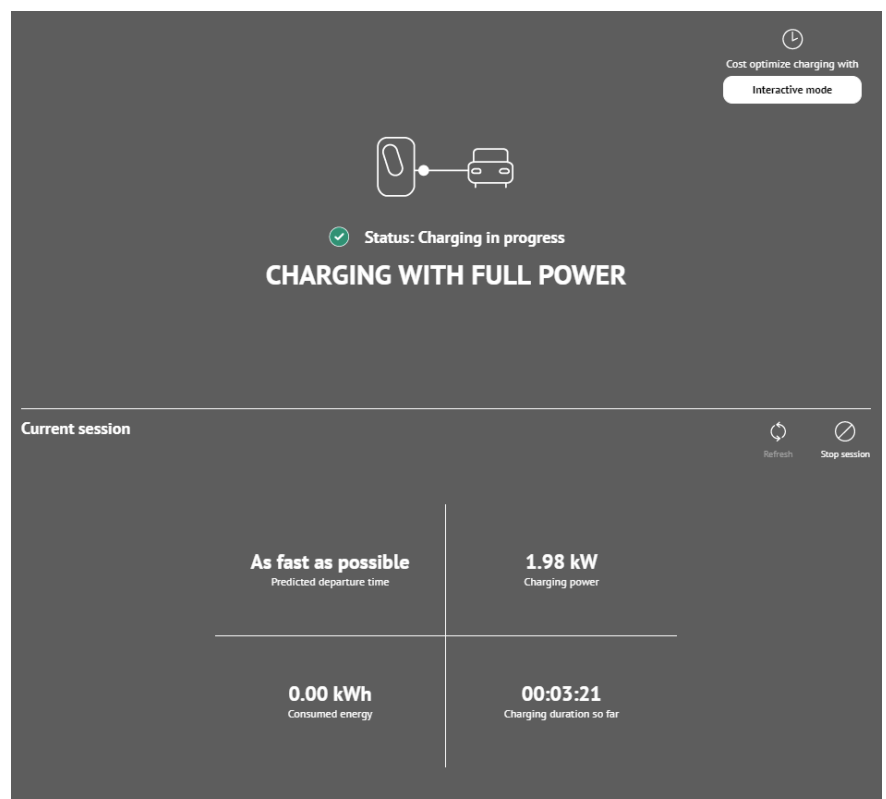 Cost optimize charging with
Interactive mode
Status: Charging in progress
CHARGING WITH FULL POWER
Current session
Refresh
Stop session
As fast as possible
Predicted departure time
1.98 kW
Charging power
0.00 kWh
Consumed energy
00:03:21
Charging duration so far